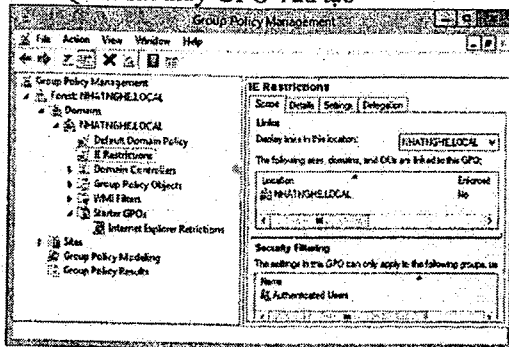 Group Policy Management
File Action View Window Help
Group Policy Management
Forest: NHATNGHE.LOCAL
Domains
NHATNGHE.LOCAL
Default Domain Policy
IE Restrictions
Domain Controllers
Group Policy Objects
WMI Filters
Starter GPOs
Internet Explorer Retrictions
Sites
Group Policy Modeling
Group Policy Results
IE Restrictions
Scope Details Settings Delegation
Links
Display links in this location: NHATNGHE.LOCAL
The following sites, domains, and OUs are linked to this GPO:
Location Enforced
NHATNGHE.LOCAL No
Security Filtering
The settings in this GPO can only apply to the following groups, us
Name
Authenticated Users